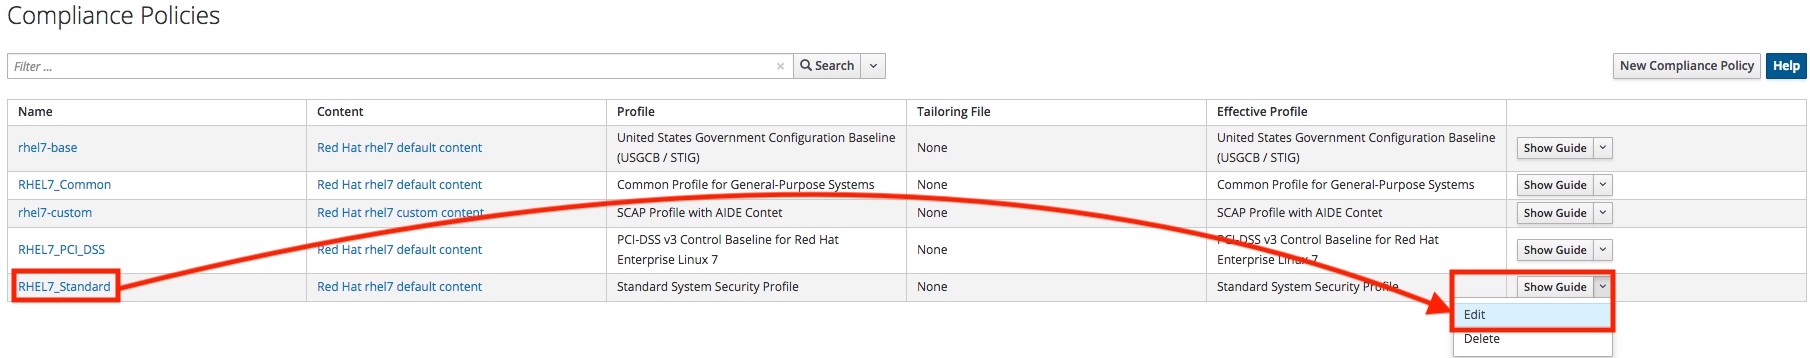 Compliance Policies
Filter ... × Search
New Compliance Policy Help
Name Content Profile Tailoring File Effective Profile
rhel7-base Red Hat rhel7 default content United States Government Configuration Baseline (USGCB / STIG) None United States Government Configuration Baseline (USGCB / STIG) Show Guide
RHEL7_Common Red Hat rhel7 default content Common Profile for General-Purpose Systems None Common Profile for General-Purpose Systems Show Guide
rhel7-custom Red Hat rhel7 custom content SCAP Profile with AIDE Contet None SCAP Profile with AIDE Contet Show Guide
RHEL7_PCI_DSS Red Hat rhel7 default content PCI-DSS v3 Control Baseline for Red Hat Enterprise Linux 7 None PCI-DSS v3 Control Baseline for Red Hat Enterprise Linux 7 Show Guide
RHEL7_Standard Red Hat rhel7 default content Standard System Security Profile None Standard System Security Profile Show Guide
Edit
Delete